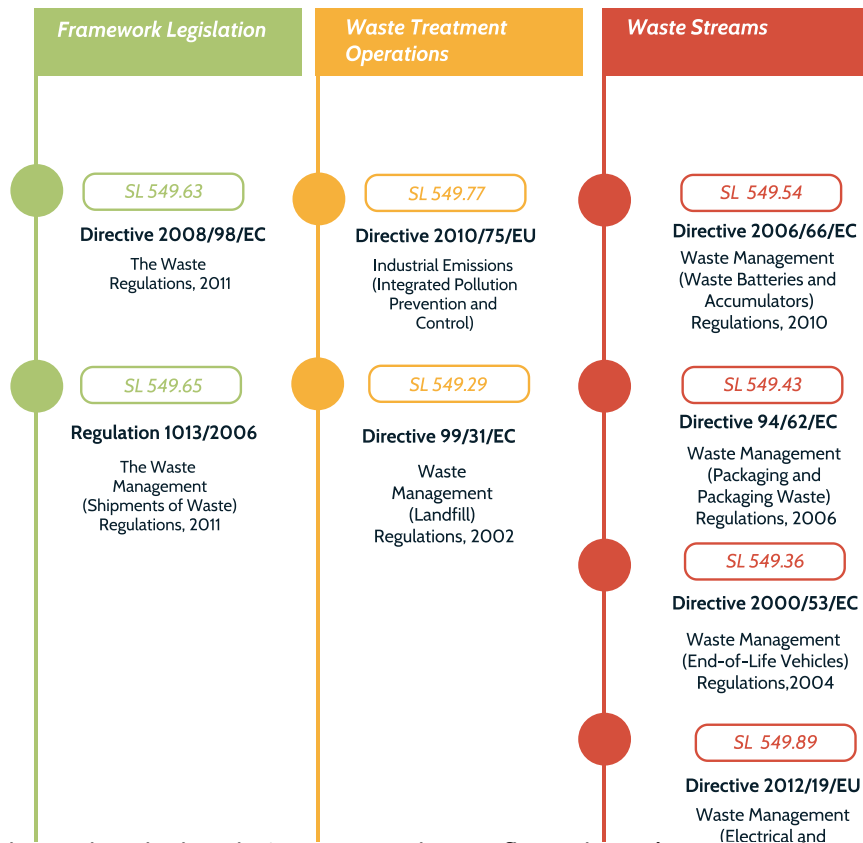 Framework Legislation
SL 549.63
Directive 2008/98/EC
The Waste
Regulations, 2011
SL 549.65
Regulation 1013/2006
The Waste
Management
(Shipments of Waste)
Regulations, 2011
Waste Treatment
Operations
SL 549.77
Directive 2010/75/EU
Industrial Emissions
(Integrated Pollution
Prevention and
Control)
SL 549.29
Directive 99/31/EC
Waste
Management
(Landfill)
Regulations, 2002
Waste Streams
SL 549.54
Directive 2006/66/EC
Waste Management
(Waste Batteries and
Accumulators)
Regulations, 2010
SL 549.43
Directive 94/62/EC
Waste Management
(Packaging and
Packaging Waste)
Regulations, 2006
SL 549.36
Directive 2000/53/EC
Waste Management
(End-of-Life Vehicles)
Regulations,2004
SL 549.89
Directive 2012/19/EU
Waste Management
(Electrical and